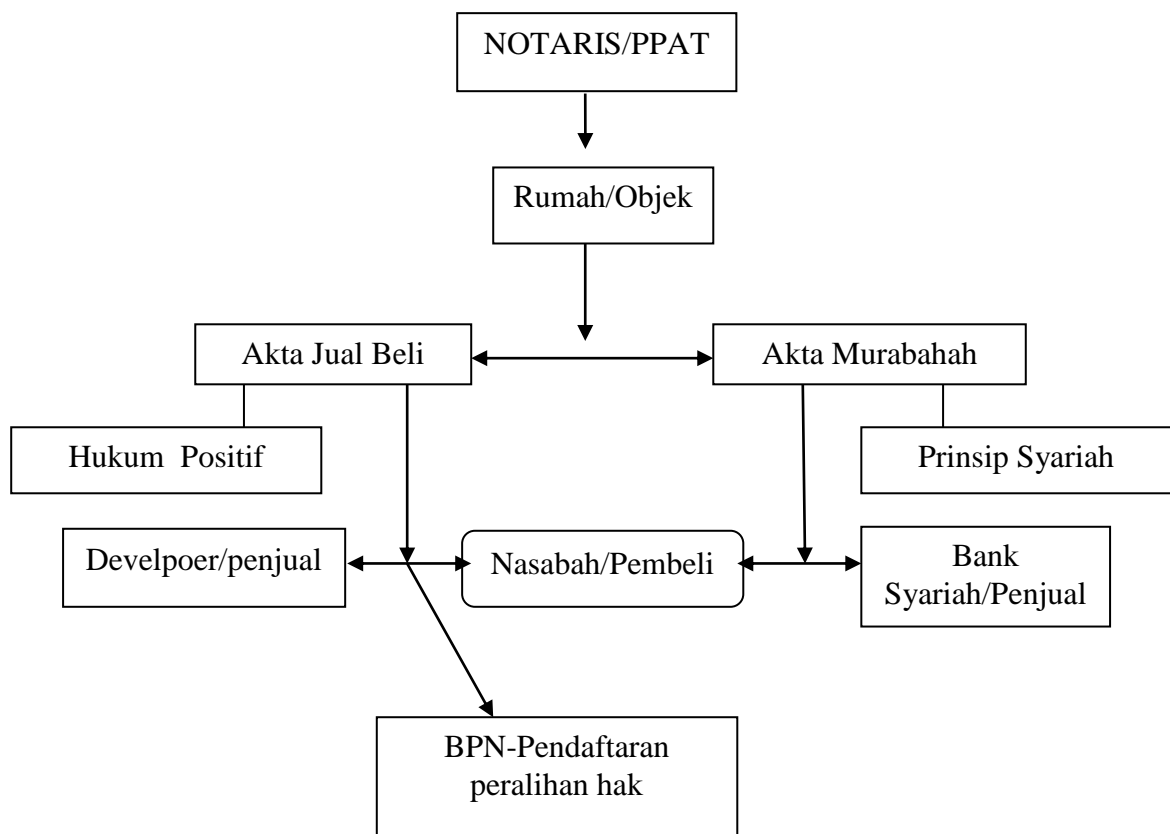 NOTARIS/PPAT
Rumah/Objek
Akta Jual Beli
Akta Murabahah
Hukum  Positif
Prinsip Syariah
Develpoer/penjual
Nasabah/Pembeli
Bank
Syariah/Penjual
BPN-Pendaftaran
peralihan hak